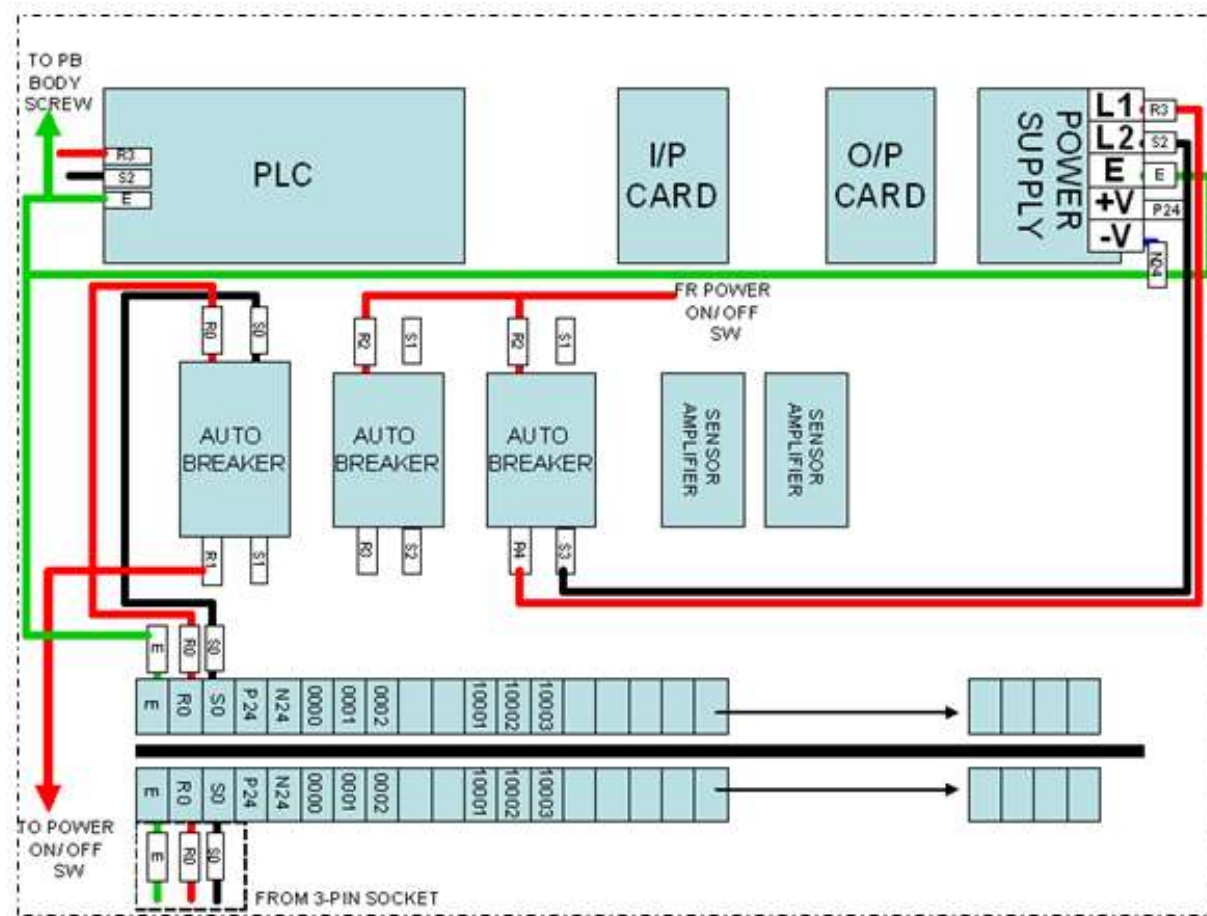 TO PB
BODY
SCREW
R3
S2
E
PLC
I/P
CARD
O/P
CARD
POWER
SUPPLY
L1
R3
L2
S2
E
E
+V
P24
-V
N24
FR POWER
ON/OFF
SW
R0
S0
R2
S1
R2
S1
AUTO
BREAKER
AUTO
BREAKER
AUTO
BREAKER
SENSOR
AMPLIFIER
SENSOR
AMPLIFIER
R1
S1
R3
S2
R4
S3
E
R0
S0
E
R0
S0
P24
N24
0000
0001
0002
10001
10002
10003
E
R0
S0
P24
N24
0000
0001
0002
10001
10002
10003
TO POWER
ON/OFF
SW
E
R0
S0
FROM 3-PIN SOCKET